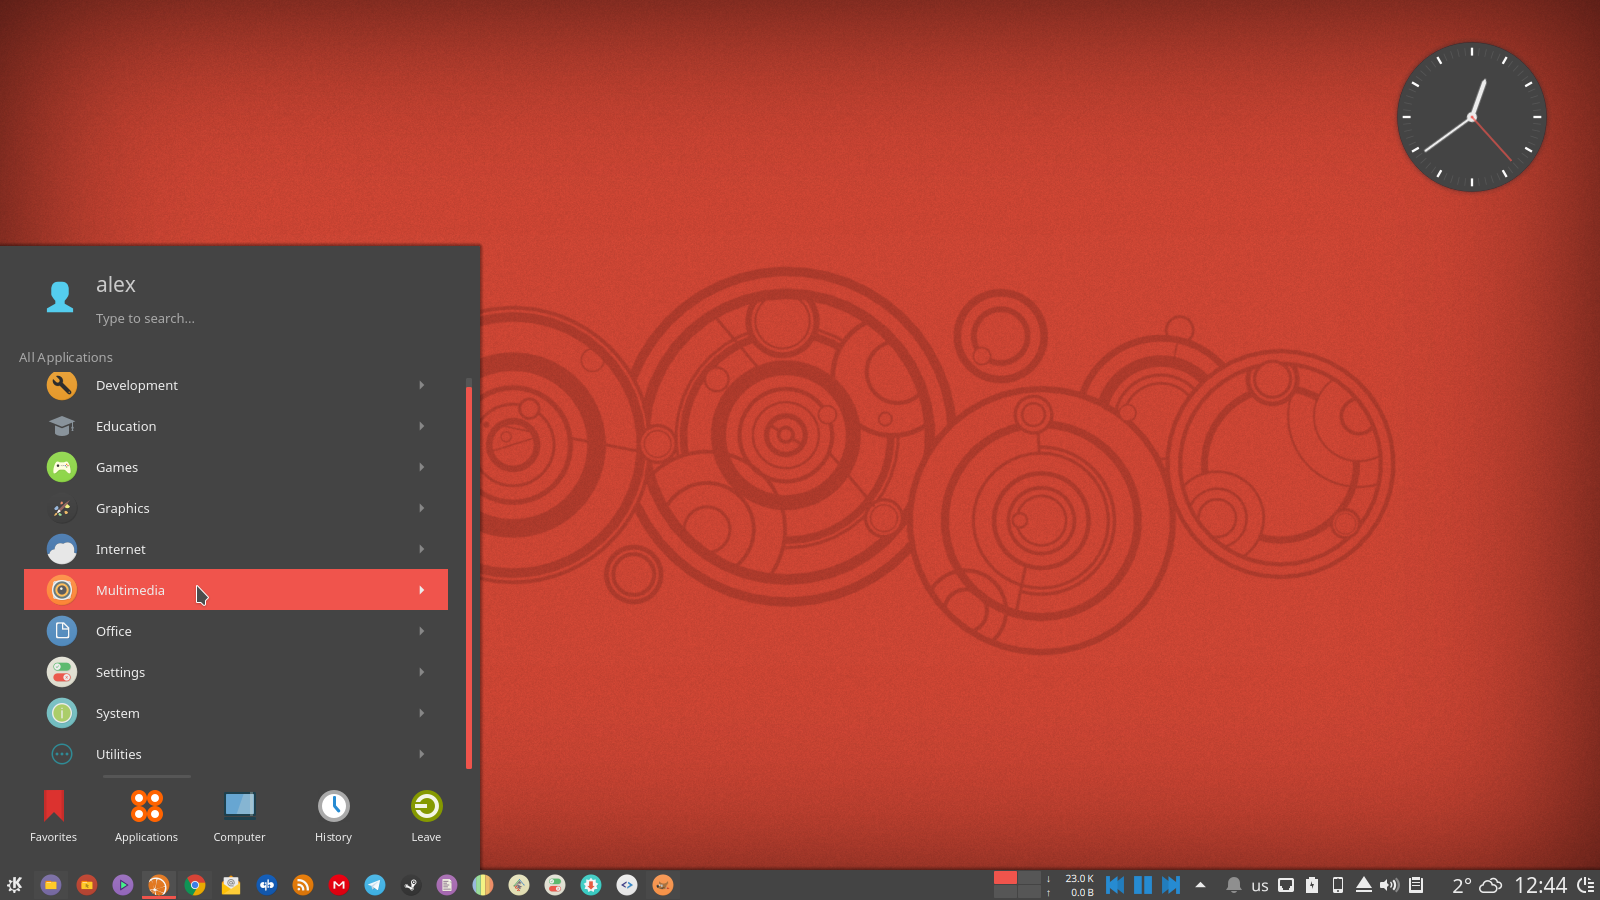 alex
Type to search...
All Applications
Development
Education
Games
Graphics
Internet
Multimedia
Office
Settings
System
Utilities
Favorites
Applications
Computer
History
Leave
↓ 23.0 K
↑ 0.0 B
us
2°
12:44